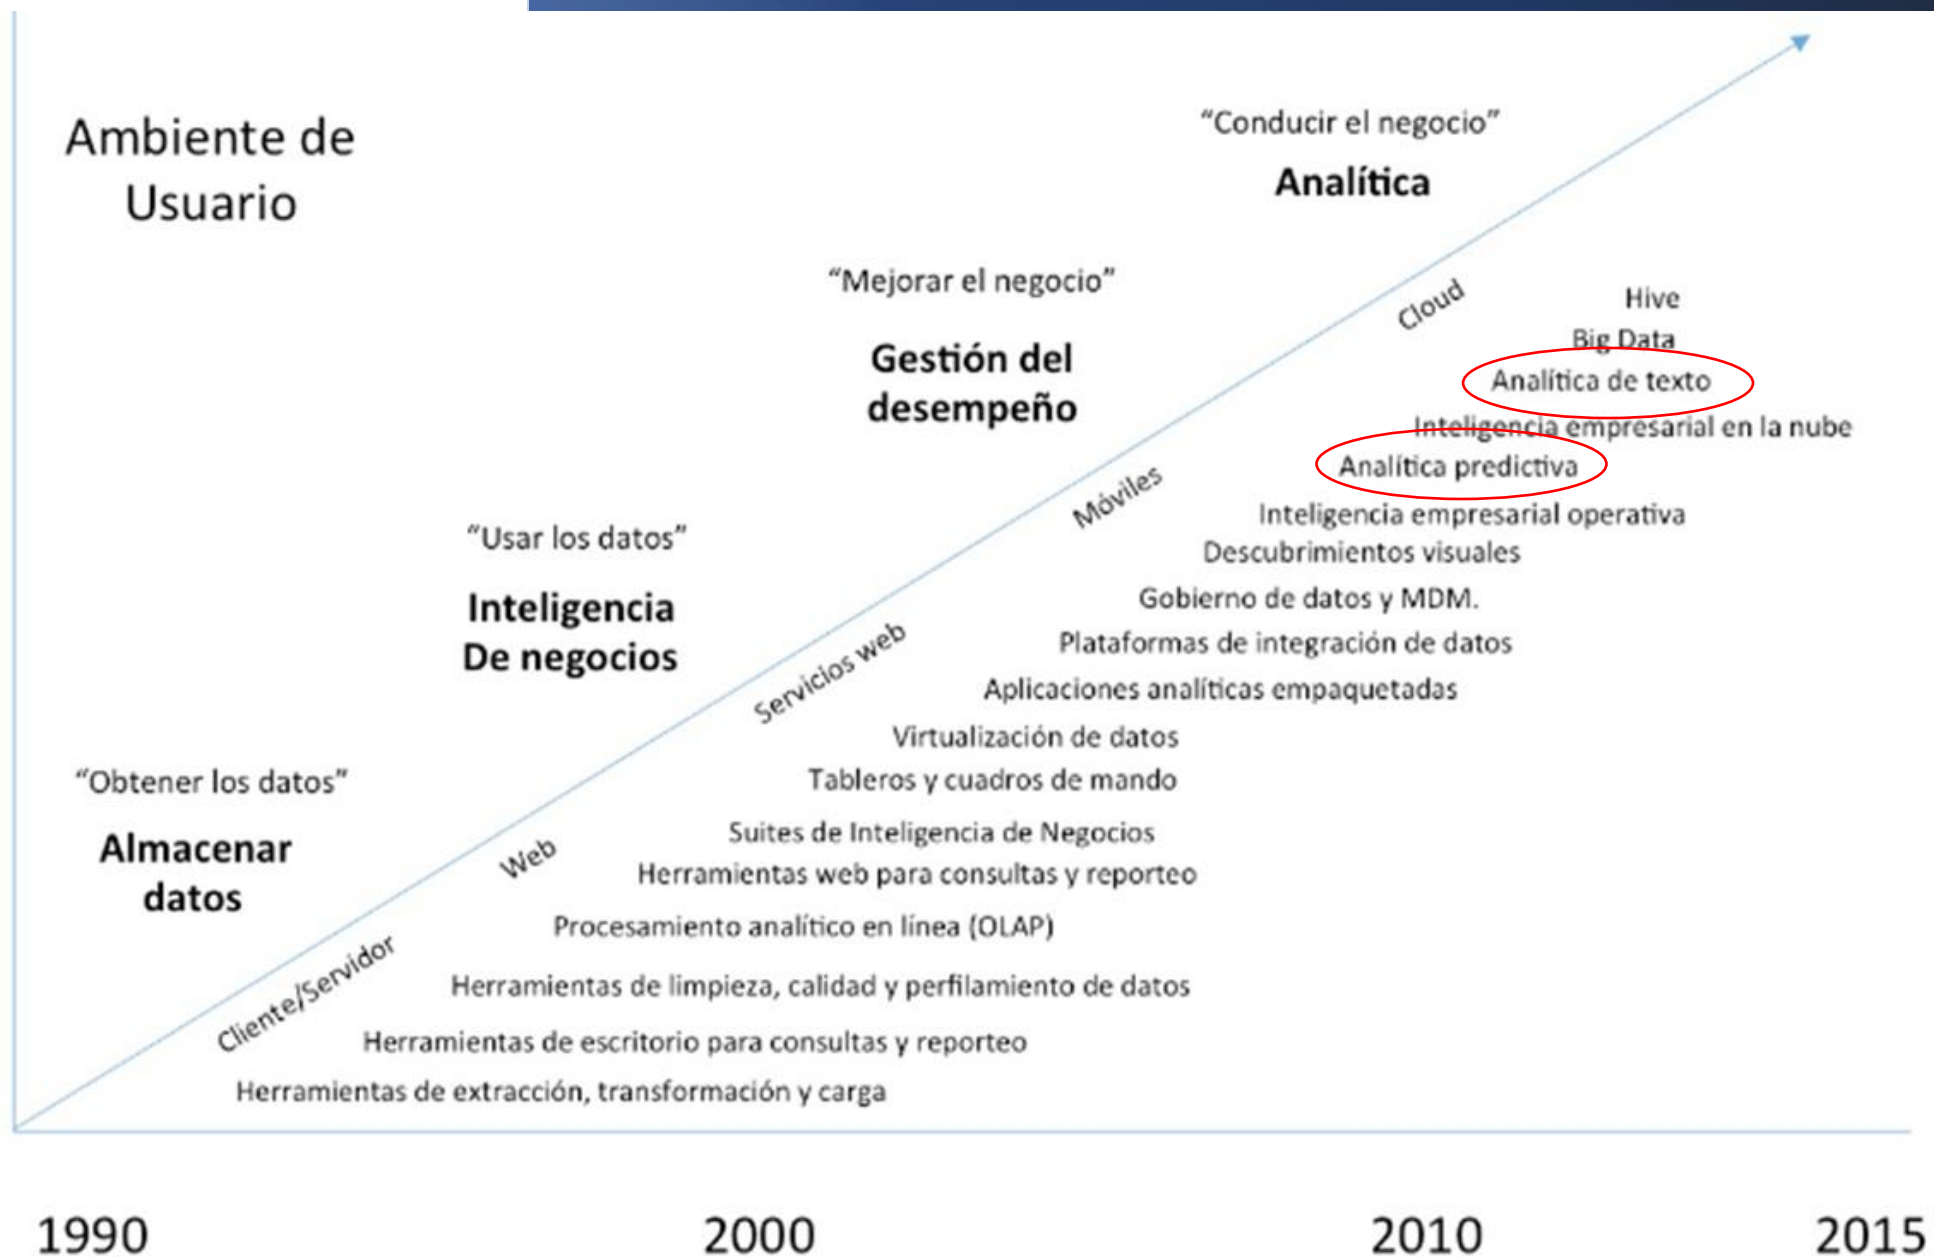 Ambiente de
Usuario
“Conducir el negocio”
Analítica
“Mejorar el negocio”
Gestión del
desempeño
“Usar los datos”
Inteligencia
De negocios
“Obtener los datos”
Almacenar
datos
Cloud
Móviles
Servicios web
Web
Cliente/Servidor
Hive
Big Data
Analítica de texto
Inteligencia empresarial en la nube
Analítica predictiva
Inteligencia empresarial operativa
Descubrimientos visuales
Gobierno de datos y MDM.
Plataformas de integración de datos
Aplicaciones analíticas empaquetadas
Virtualización de datos
Tableros y cuadros de mando
Suites de Inteligencia de Negocios
Herramientas web para consultas y reporteo
Procesamiento analítico en línea (OLAP)
Herramientas de limpieza, calidad y perfilamiento de datos
Herramientas de escritorio para consultas y reporteo
Herramientas de extracción, transformación y carga
1990
2000
2010
2015